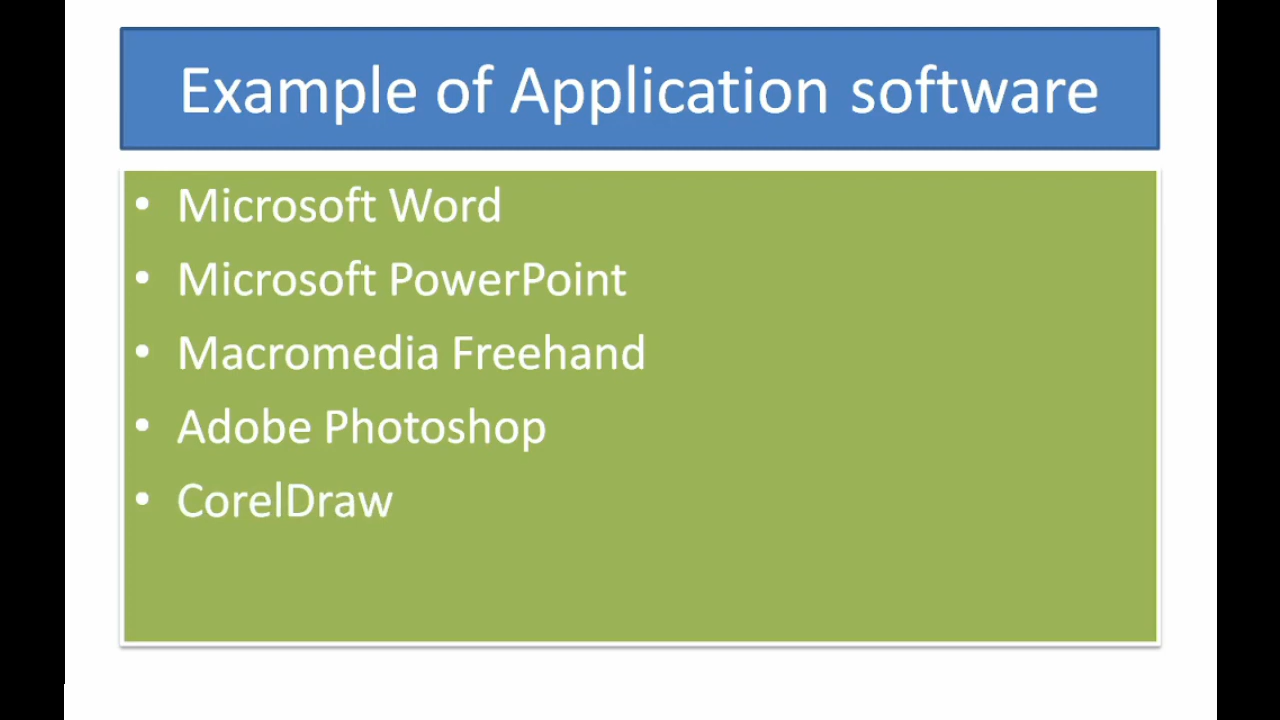 Example of Application software
• Microsoft Word
• Microsoft PowerPoint
• Macromedia Freehand
• Adobe Photoshop
• CorelDraw